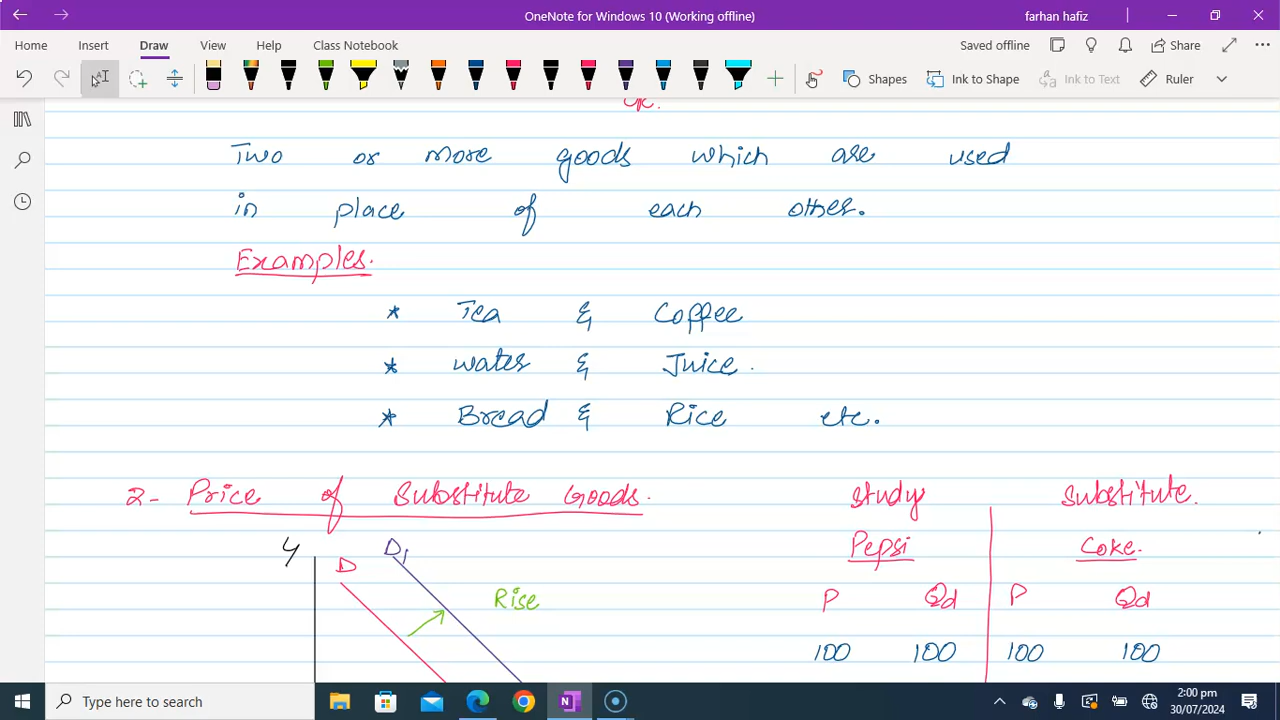 OneNote for Windows 10 (Working offline)
farhan hafiz
Home Insert Draw View Help Class Notebook
Saved offline
Share
Shapes
Ink to Shape
Ink to Text
Ruler
Two or more goods which are used
in place of each other.
Examples.
* Tea & Coffee
* water & Juice.
* Bread & Rice etc.
2- Price of Substitute Goods.
study
Substitute.
Pepsi
Coke.
Y
D
D1
Rise
P Qd P Qd
100 100 100 100
Type here to search
2:00 pm
30/07/2024